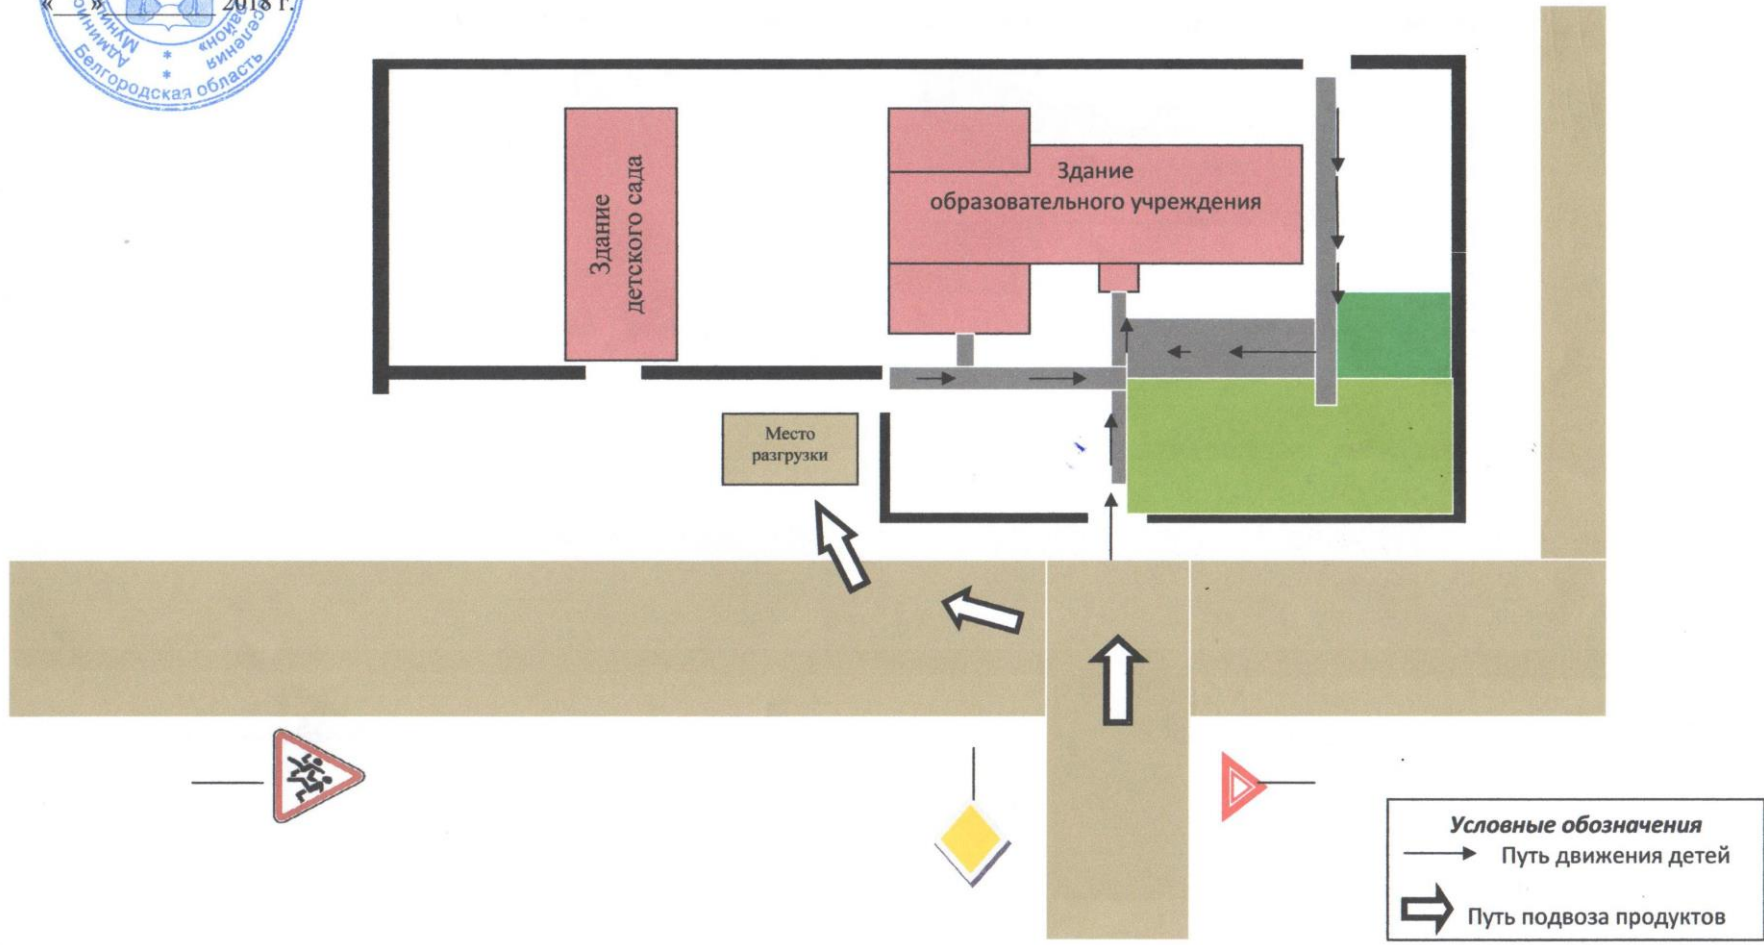 « » 2018 г.
Белгородская область
Здание
детского сада
Здание
образовательного учреждения
Место
разгрузки
Условные обозначения
Путь движения детей
Путь подвоза продуктов